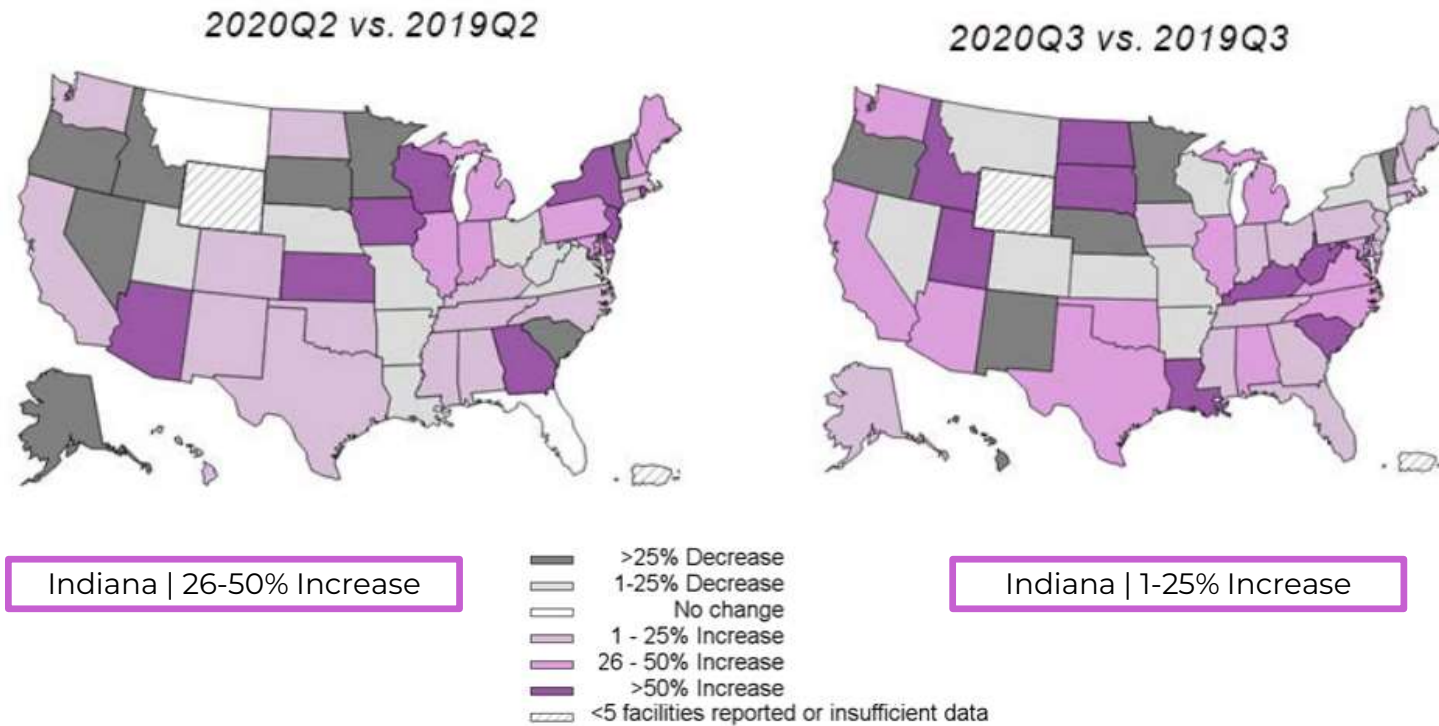 2020Q2 vs. 2019Q2
2020Q3 vs. 2019Q3
Indiana | 26-50% Increase
>25% Decrease
1-25% Decrease
No change
1 - 25% Increase
26 - 50% Increase
>50% Increase
<5 facilities reported or insufficient data
Indiana | 1-25% Increase